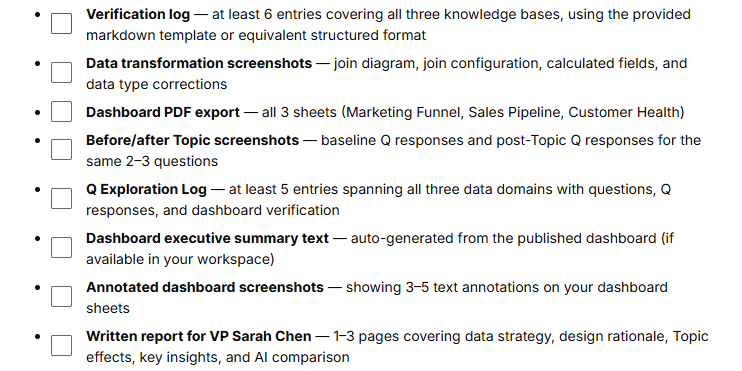 Verification log — at least 6 entries covering all three knowledge bases, using the provided
markdown template or equivalent structured format
Data transformation screenshots — join diagram, join configuration, calculated fields, and
data type corrections
Dashboard PDF export — all 3 sheets (Marketing Funnel, Sales Pipeline, Customer Health)
Before/after Topic screenshots — baseline Q responses and post-Topic Q responses for the
same 2–3 questions
Q Exploration Log — at least 5 entries spanning all three data domains with questions, Q
responses, and dashboard verification
Dashboard executive summary text — auto-generated from the published dashboard (if
available in your workspace)
Annotated dashboard screenshots — showing 3–5 text annotations on your dashboard
sheets
Written report for VP Sarah Chen — 1–3 pages covering data strategy, design rationale, Topic
effects, key insights, and AI comparison